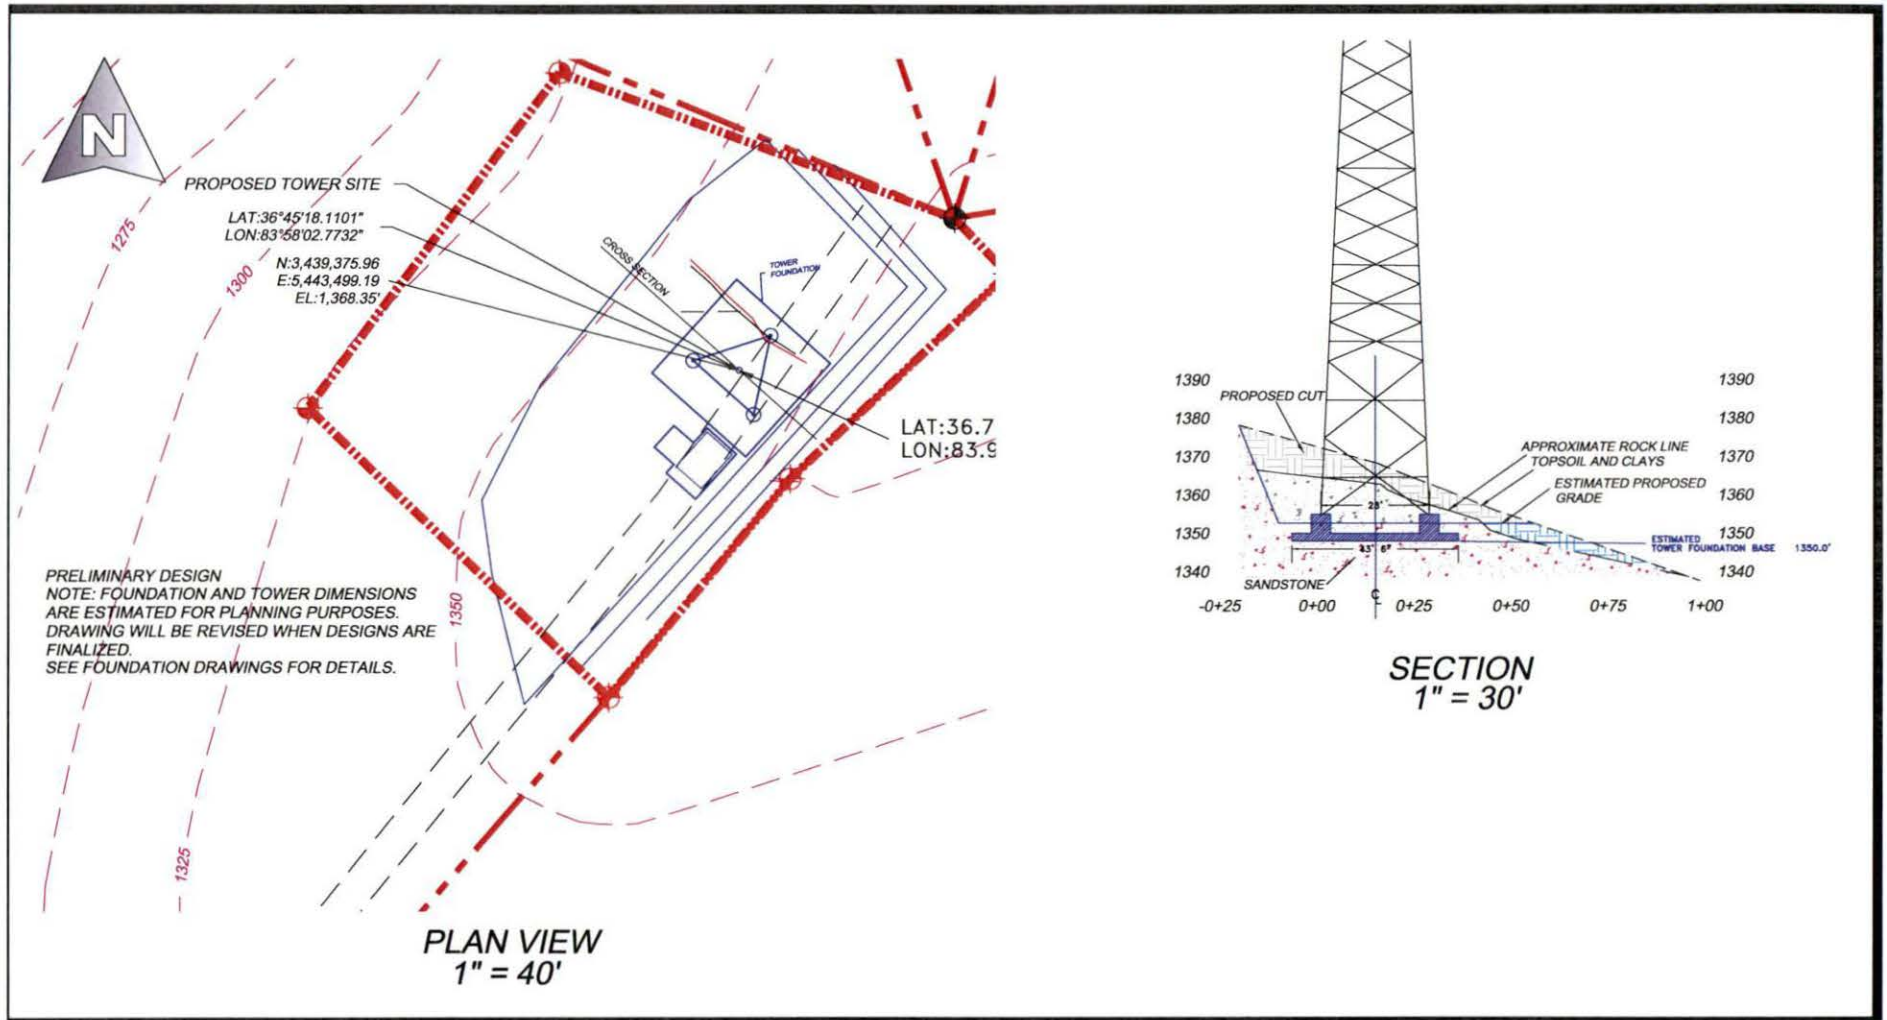 N
PROPOSED TOWER SITE
LAT:36°45'18.1101"
LON:83°58'02.7732"
N:3,439,375.96
E:5,443,499.19
EL:1,368.35'
1275
1300
1325
1350
CROSS SECTION
TOWER
FOUNDATION
LAT:36.7
LON:83.9
PRELIMINARY DESIGN
NOTE: FOUNDATION AND TOWER DIMENSIONS
ARE ESTIMATED FOR PLANNING PURPOSES.
DRAWING WILL BE REVISED WHEN DESIGNS ARE
FINALIZED.
SEE FOUNDATION DRAWINGS FOR DETAILS.
PLAN VIEW
1" = 40'
1390
1380
1370
1360
1350
1340
PROPOSED CUT
APPROXIMATE ROCK LINE
TOPSOIL AND CLAYS
ESTIMATED PROPOSED
GRADE
1390
1380
1370
1360
1350
1340
ESTIMATED
TOWER FOUNDATION BASE 1350.0'
43' 6"
SANDSTONE
-0+25 0+00 0+25 0+50 0+75 1+00
SECTION
1" = 30'